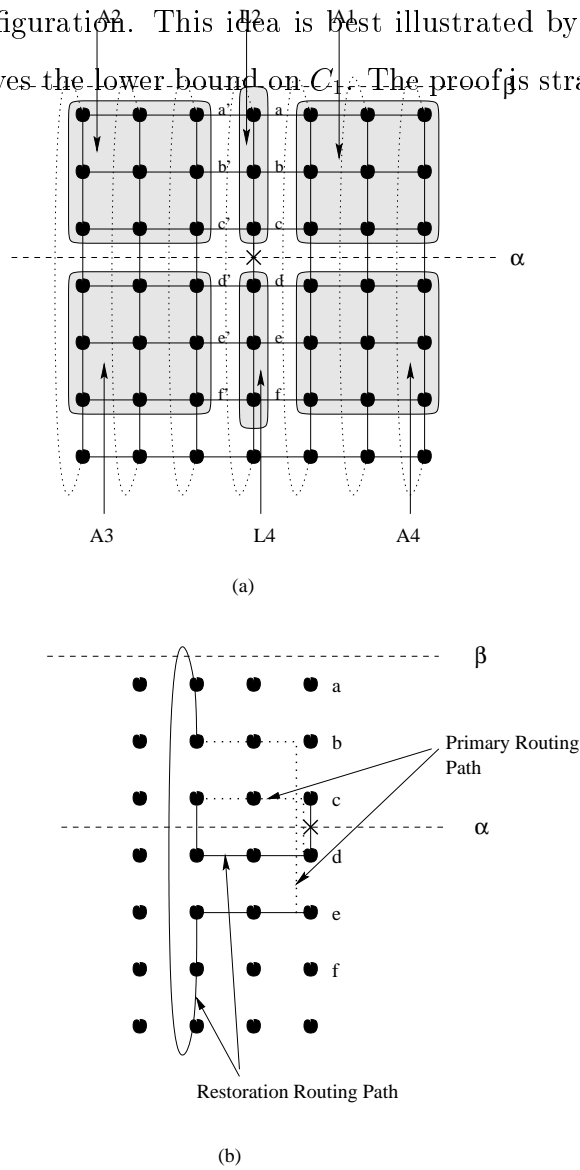 figuration. This idea is best illustrated by
A2 L2 A1
ves the lower bound on C₁. The proof is stra
β
a' a
b' b
c' c
α
d' d
e' e
f' f
A3 L4 A4
(a)
β
a
b
Primary Routing
Path
c
α
d
e
f
Restoration Routing Path
(b)